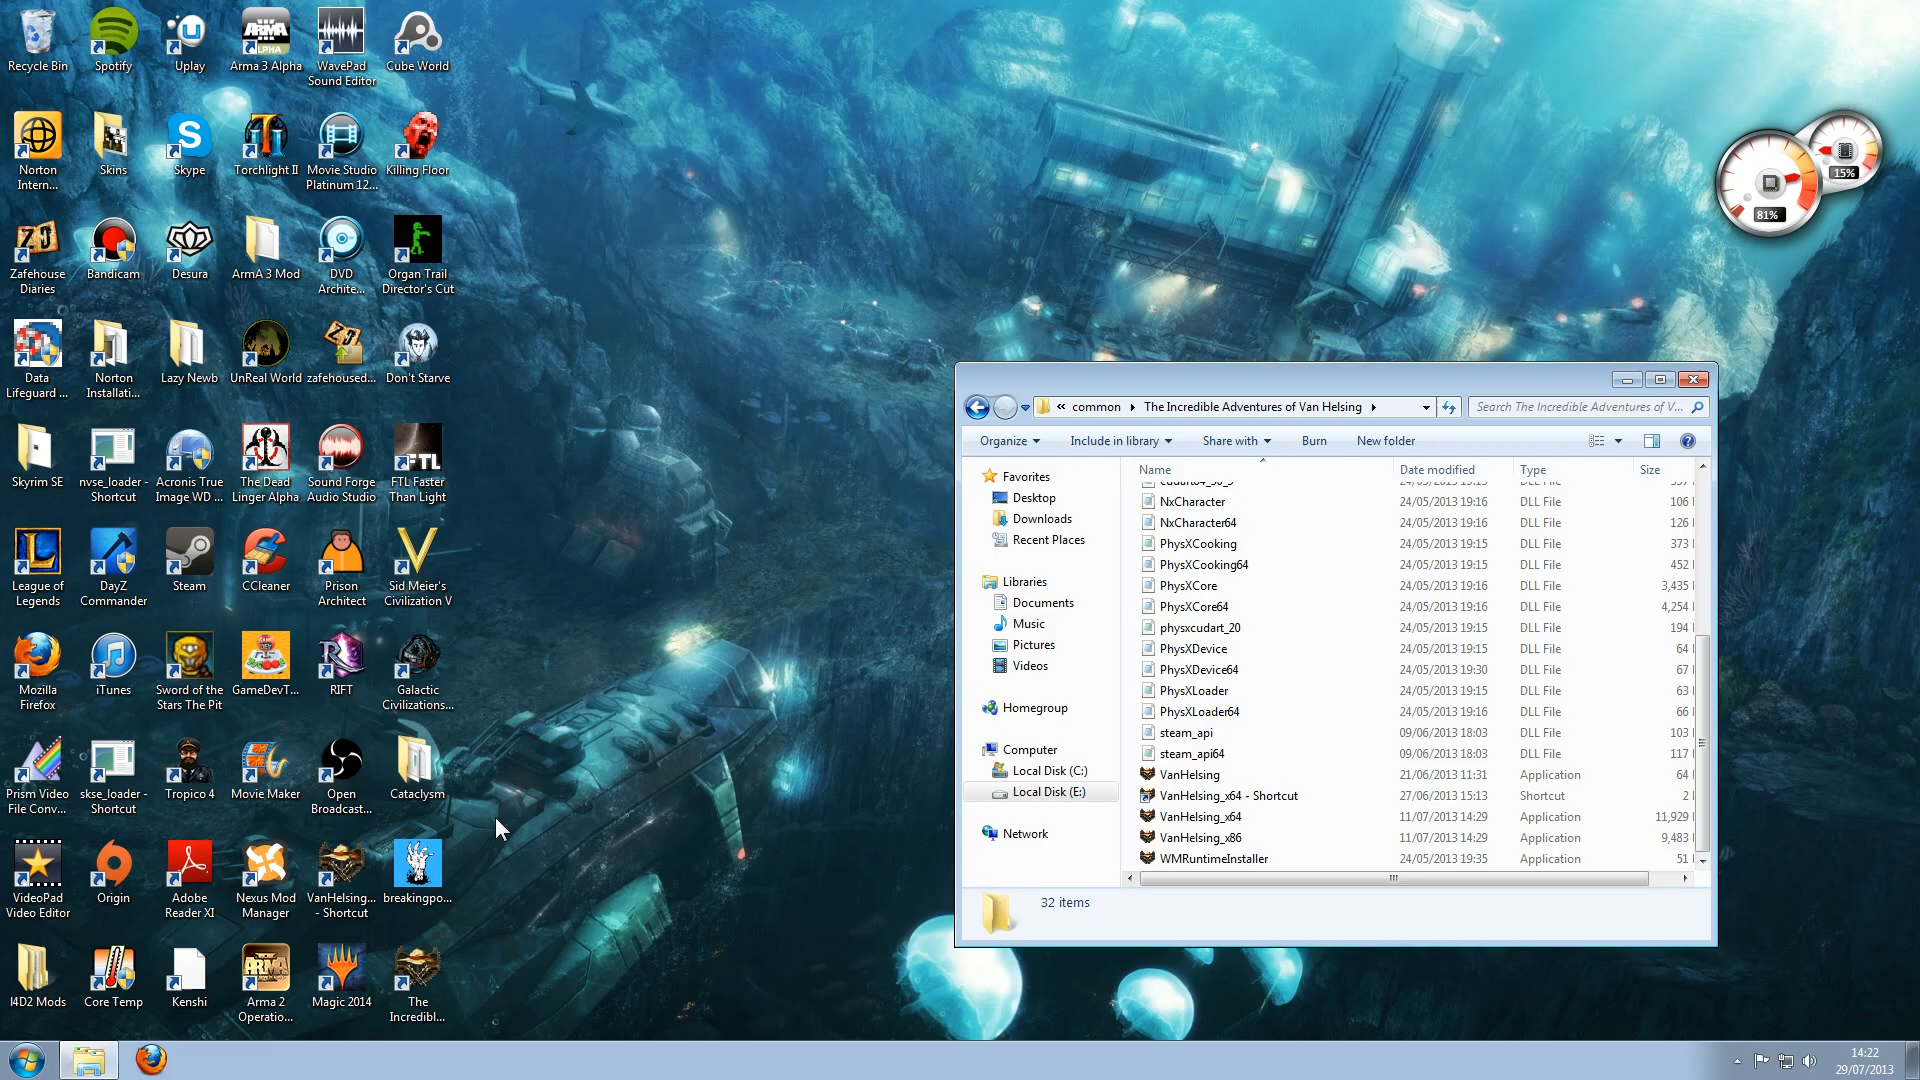 Recycle Bin
Spotify
Uplay
Arma 3 Alpha
WavePad Sound Editor
Cube World
Norton Intern...
Skins
Skype
Torchlight II
Movie Studio Platinum 12...
Killing Floor
Zafehouse Diaries
Bandicam
Desura
ArmA 3 Mod
DVD Archite...
Organ Trail Director's Cut
Data Lifeguard ...
Norton Installati...
Lazy Newb
UnReal World
zafehoused...
Don't Starve
Skyrim SE
nvse_loader - Shortcut
Acronis True Image WD ...
The Dead Linger Alpha
Sound Forge Audio Studio
FTL
FTL Faster Than Light
League of Legends
DayZ Commander
Steam
CCleaner
Prison Architect
Sid Meier's Civilization V
Mozilla Firefox
iTunes
Sword of the Stars The Pit
GameDevT...
RIFT
Galactic Civilizations...
Prism Video File Conv...
skse_loader - Shortcut
Tropico 4
Movie Maker
Open Broadcast...
Cataclysm
VideoPad Video Editor
Origin
Adobe Reader XI
Nexus Mod Manager
VanHelsing... - Shortcut
breakingpo...
l4D2 Mods
Core Temp
Kenshi
Arma 2 Operatio...
Magic 2014
The Incredibl...
81%
15%
« common The Incredible Adventures of Van Helsing
Search The Incredible Adventures of V...
Organize Include in library Share with Burn New folder
Favorites
Desktop
Downloads
Recent Places
Libraries
Documents
Music
Pictures
Videos
Homegroup
Computer
Local Disk (C:)
Local Disk (E:)
Network
Name Date modified Type Size
NxCharacter 24/05/2013 19:16 DLL File 106
NxCharacter64 24/05/2013 19:16 DLL File 126
PhysXCooking 24/05/2013 19:15 DLL File 373
PhysXCooking64 24/05/2013 19:15 DLL File 452
PhysXCore 24/05/2013 19:16 DLL File 3,435
PhysXCore64 24/05/2013 19:16 DLL File 4,254
physxcudart_20 24/05/2013 19:15 DLL File 194
PhysXDevice 24/05/2013 19:15 DLL File 64
PhysXDevice64 24/05/2013 19:30 DLL File 67
PhysXLoader 24/05/2013 19:15 DLL File 63
PhysXLoader64 24/05/2013 19:16 DLL File 66
steam_api 09/06/2013 18:03 DLL File 103
steam_api64 09/06/2013 18:03 DLL File 117
VanHelsing 21/06/2013 11:31 Application 64
VanHelsing_x64 - Shortcut 27/06/2013 15:13 Shortcut 2
VanHelsing_x64 11/07/2013 14:29 Application 11,929
VanHelsing_x86 11/07/2013 14:29 Application 9,483
WMRuntimeInstaller 24/05/2013 19:35 Application 51
32 items
14:22
29/07/2013